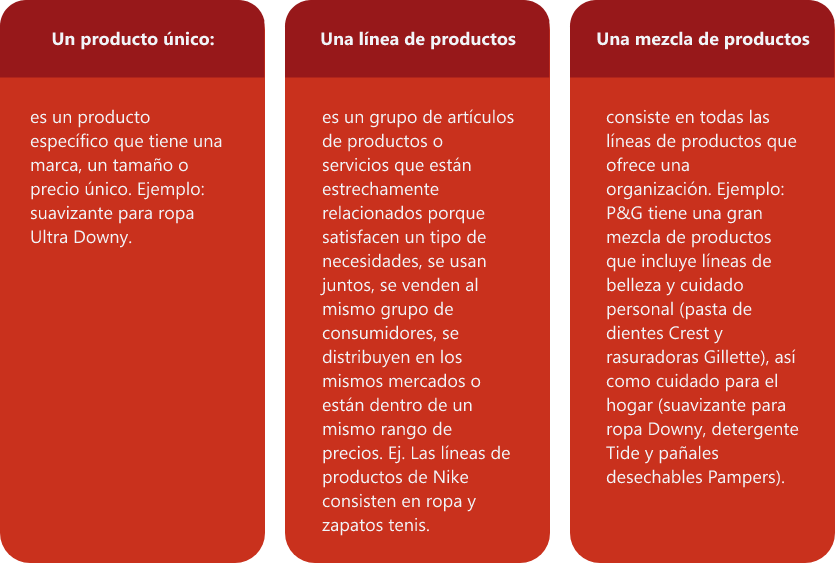 Un producto único:
es un producto
específico que tiene una
marca, un tamaño o
precio único. Ejemplo:
suavizante para ropa
Ultra Downy.
Una línea de productos
es un grupo de artículos
de productos o
servicios que están
estrechamente
relacionados porque
satisfacen un tipo de
necesidades, se usan
juntos, se venden al
mismo grupo de
consumidores, se
distribuyen en los
mismos mercados o
están dentro de un
mismo rango de
precios. Ej. Las líneas de
productos de Nike
consisten en ropa y
zapatos tenis.
Una mezcla de productos
consiste en todas las
líneas de productos que
ofrece una
organización. Ejemplo:
P&G tiene una gran
mezcla de productos
que incluye líneas de
belleza y cuidado
personal (pasta de
dientes Crest y
rasuradoras Gillette), así
como cuidado para el
hogar (suavizante para
ropa Downy, detergente
Tide y pañales
desechables Pampers).